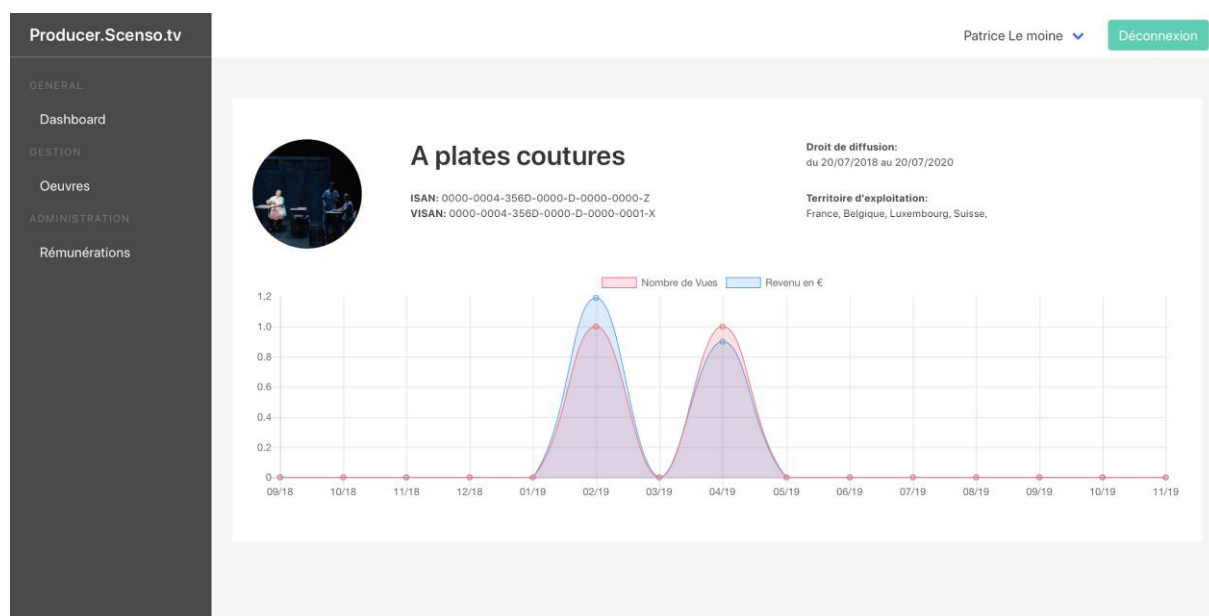 Producer.Scenso.tv
Patrice Le moine
Déconnexion
GENERAL
Dashboard
GESTION
Oeuvres
ADMINISTRATION
Rémunérations
A plates coutures
ISAN: 0000-0004-356D-0000-D-0000-0000-Z
VISAN: 0000-0004-356D-0000-D-0000-0001-X
Droit de diffusion:
du 20/07/2018 au 20/07/2020
Territoire d'exploitation:
France, Belgique, Luxembourg, Suisse,
Nombre de Vues Revenu en €
1.2
1.0
0.8
0.6
0.4
0.2
0
09/18 10/18 11/18 12/18 01/19 02/19 03/19 04/19 05/19 06/19 07/19 08/19 09/19 10/19 11/19